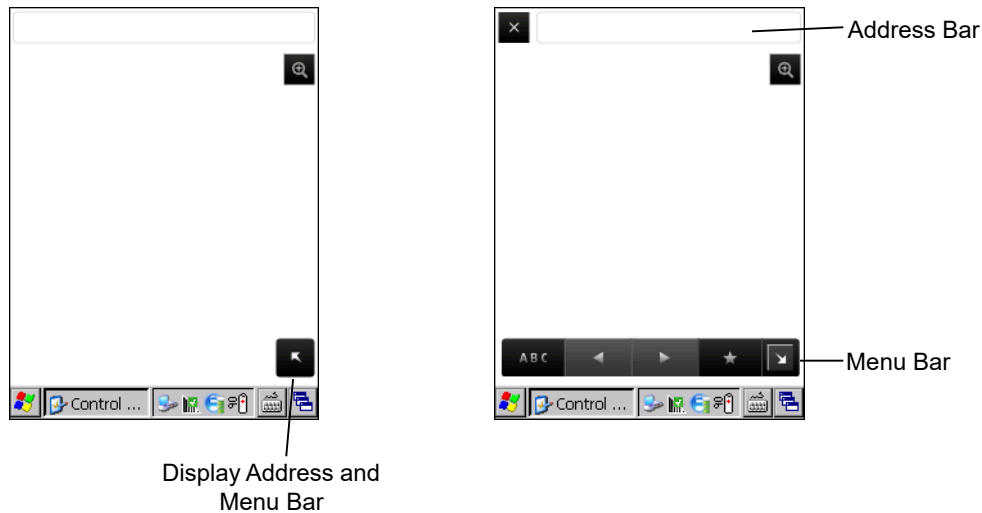 Address Bar
ABC
Menu Bar
Control ...
Control ...
Display Address and
Menu Bar